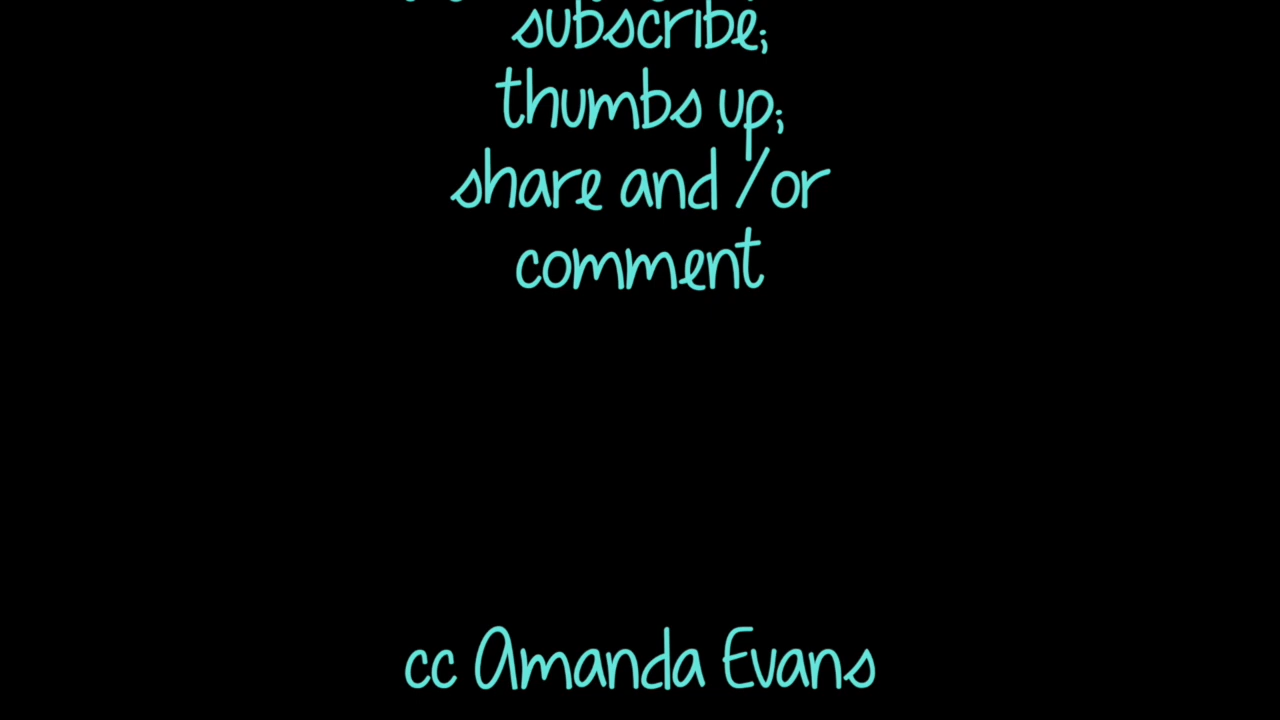 subscribe;
thumbs up;
share and /or
comment
cc Amanda Evans